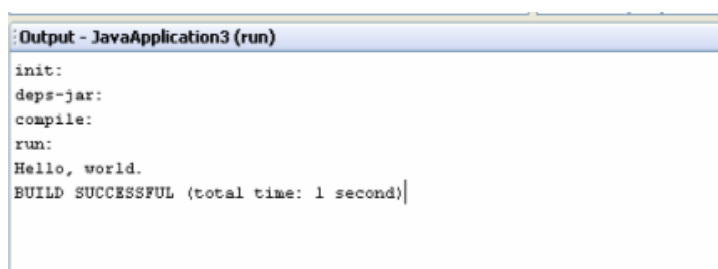 Output - JavaApplication3 (run)
init:
deps-jar:
compile:
run:
Hello, world.
BUILD SUCCESSFUL (total time: 1 second)